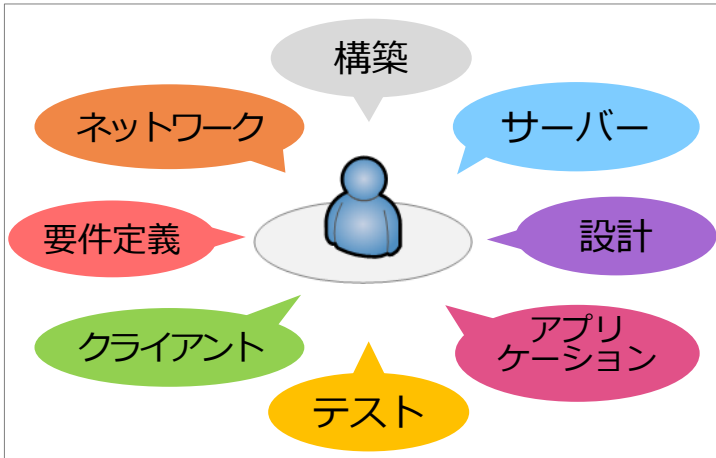 構築
ネットワーク
サーバー
要件定義
設計
クライアント
アプリ
ケーション
テスト